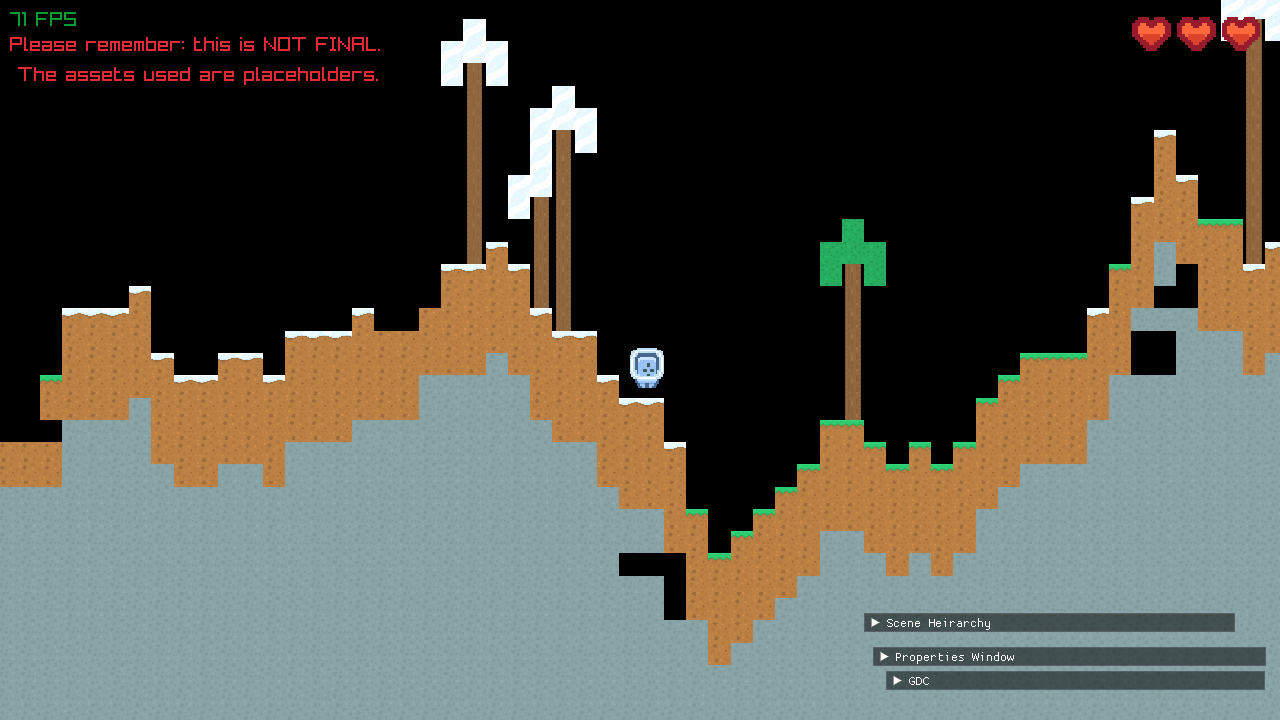 71 FPS
Please remember: this is NOT FINAL.
The assets used are placeholders.
Scene Heirarchy
Properties Window
GDC